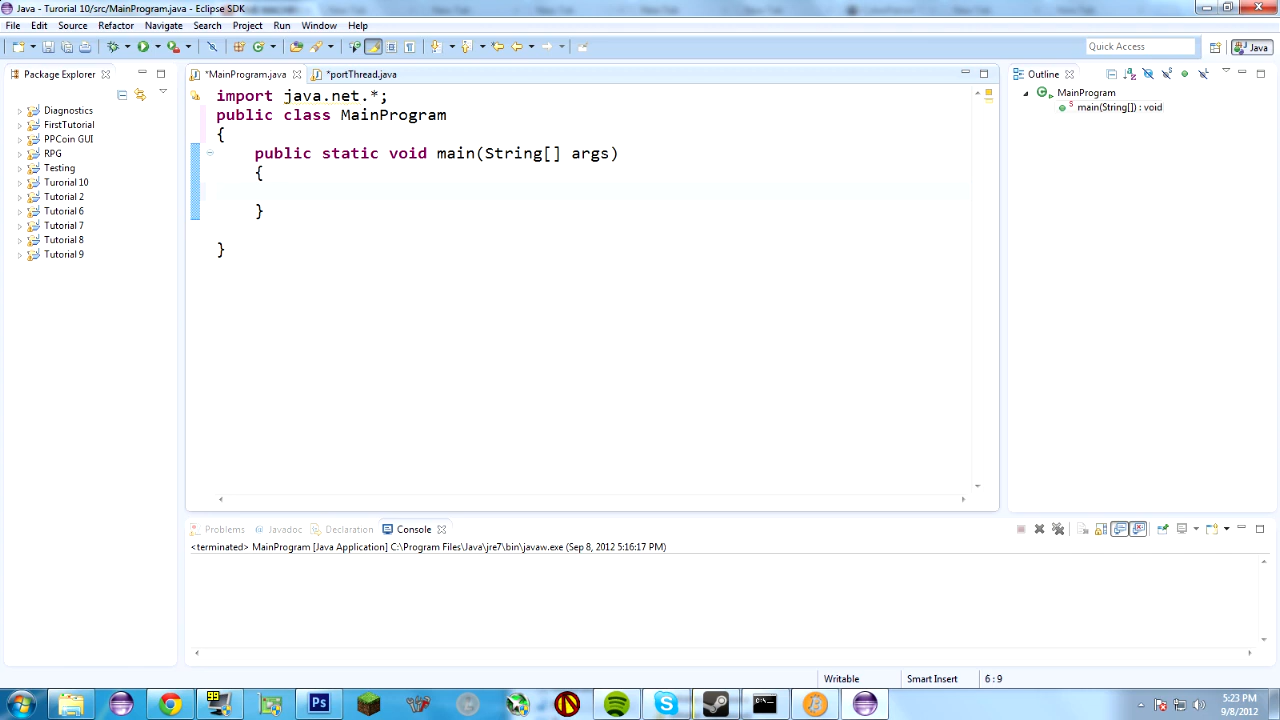 Java - Turorial 10/src/MainProgram.java - Eclipse SDK
File Edit Source Refactor Navigate Search Project Run Window Help
Quick Access
Java
Package Explorer
*MainProgram.java
*portThread.java
Outline
import java.net.*;
public class MainProgram
{
public static void main(String[] args)
{
}
}
Diagnostics
FirstTutorial
PPCoin GUI
RPG
Testing
Turorial 10
Tutorial 2
Tutorial 6
Tutorial 7
Tutorial 8
Tutorial 9
MainProgram
main(String[]) : void
Problems
Javadoc
Declaration
Console
<terminated> MainProgram [Java Application] C:\Program Files\Java\jre7\bin\javaw.exe (Sep 8, 2012 5:16:17 PM)
Writable
Smart Insert
6 : 9
Ps
5:23 PM
9/8/2012